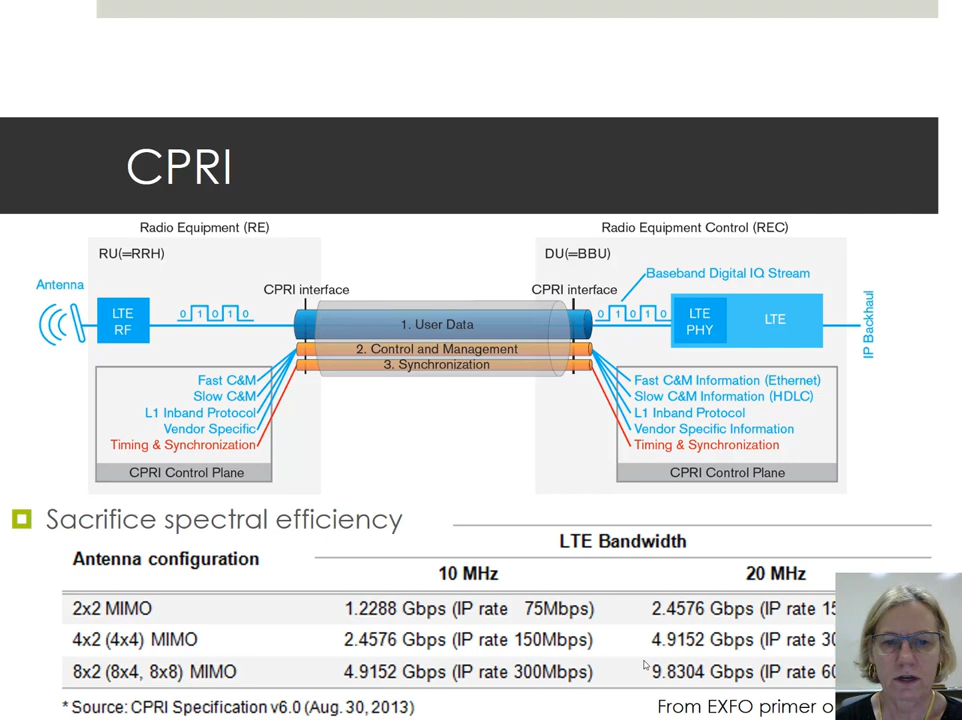 CPRI
Radio Equipment (RE)
Radio Equipment Control (REC)
RU(=RRH)
DU(=BBU)
Antenna
LTE RF
0 1 0 1 0
CPRI interface
CPRI interface
Baseband Digital IQ Stream
0 1 0 1 0
LTE PHY
LTE
IP Backhaul
1. User Data
2. Control and Management
3. Synchronization
Fast C&M
Slow C&M
L1 Inband Protocol
Vendor Specific
Timing & Synchronization
CPRI Control Plane
Fast C&M Information (Ethernet)
Slow C&M Information (HDLC)
L1 Inband Protocol
Vendor Specific Information
Timing & Synchronization
CPRI Control Plane
Sacrifice spectral efficiency
LTE Bandwidth
Antenna configuration
10 MHz 20 MHz
2x2 MIMO 1.2288 Gbps (IP rate 75Mbps) 2.4576 Gbps (IP rate
4x2 (4x4) MIMO 2.4576 Gbps (IP rate 150Mbps) 4.9152 Gbps (IP rate
8x2 (8x4, 8x8) MIMO 4.9152 Gbps (IP rate 300Mbps) 9.8304 Gbps (IP rate
* Source: CPRI Specification v6.0 (Aug. 30, 2013)
From EXFO primer